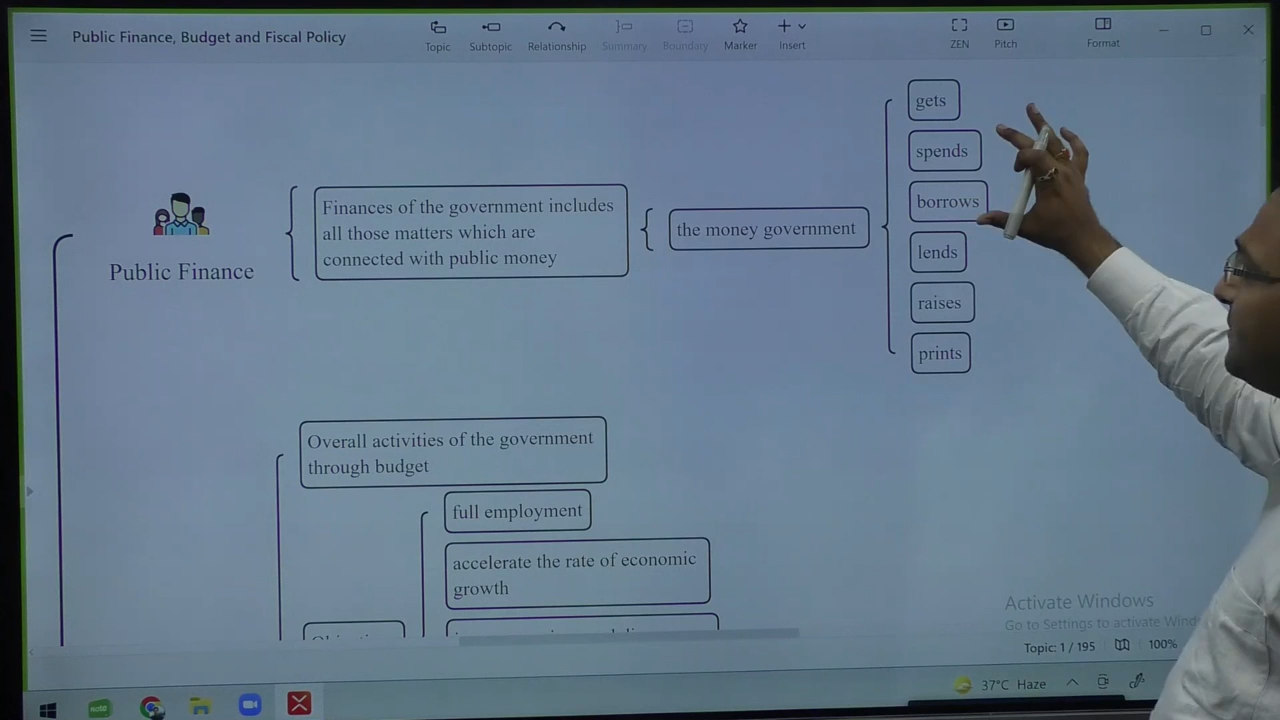 Public Finance, Budget and Fiscal Policy
Topic
Subtopic
Relationship
Summary
Boundary
Marker
Insert
ZEN
Pitch
Format
Public Finance
Finances of the government includes
all those matters which are
connected with public money
the money government
gets
spends
borrows
lends
raises
prints
Overall activities of the government
through budget
full employment
accelerate the rate of economic
growth
Activate Windows
Go to Settings to activate Wind
Topic: 1 / 195
100%
37°C Haze